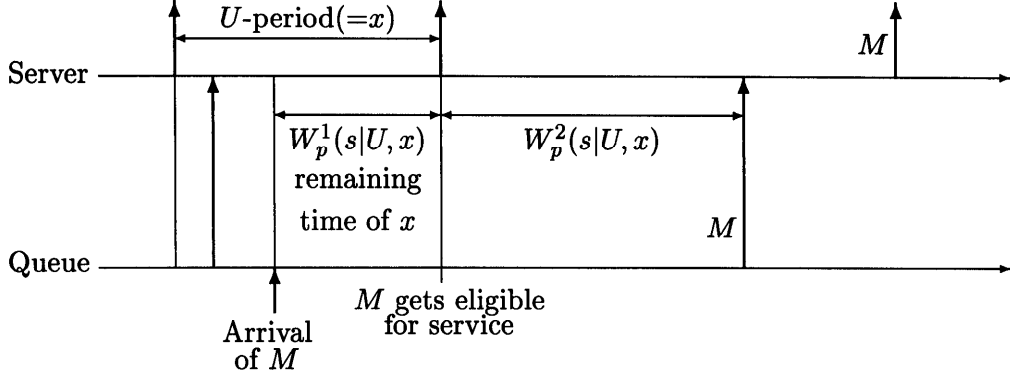 U-period(=x)
M
Server
W_p^1(s|U, x)
W_p^2(s|U, x)
remaining
time of x
M
Queue
M gets eligible
for service
Arrival
of M